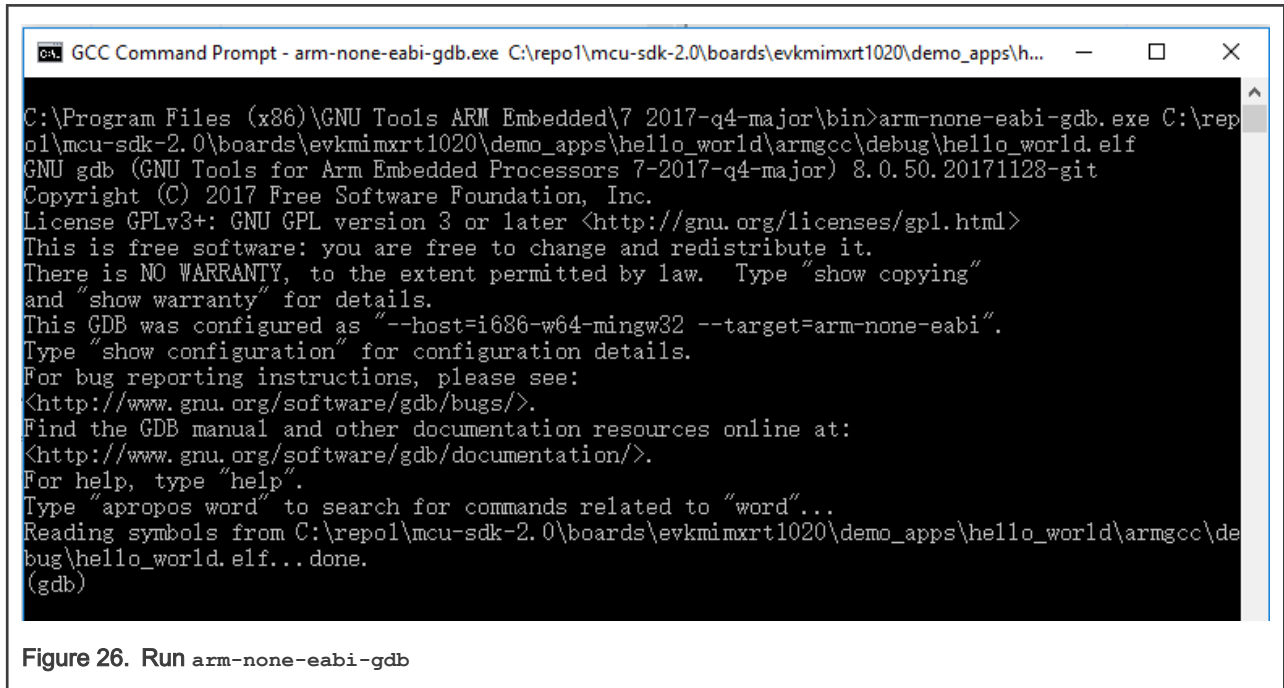 GCC Command Prompt - arm-none-eabi-gdb.exe C:\repo1\mcu-sdk-2.0\boards\evkmimxrt1020\demo_apps\h...
C:\Program Files (x86)\GNU Tools ARM Embedded\7 2017-q4-major\bin>arm-none-eabi-gdb.exe C:\rep
o1\mcu-sdk-2.0\boards\evkmimxrt1020\demo_apps\hello_world\armgcc\debug\hello_world.elf
GNU gdb (GNU Tools for Arm Embedded Processors 7-2017-q4-major) 8.0.50.20171128-git
Copyright (C) 2017 Free Software Foundation, Inc.
License GPLv3+: GNU GPL version 3 or later <http://gnu.org/licenses/gpl.html>
This is free software: you are free to change and redistribute it.
There is NO WARRANTY, to the extent permitted by law.  Type "show copying"
and "show warranty" for details.
This GDB was configured as "--host=i686-w64-mingw32 --target=arm-none-eabi".
Type "show configuration" for configuration details.
For bug reporting instructions, please see:
<http://www.gnu.org/software/gdb/bugs/>.
Find the GDB manual and other documentation resources online at:
<http://www.gnu.org/software/gdb/documentation/>.
For help, type "help".
Type "apropos word" to search for commands related to "word"...
Reading symbols from C:\repo1\mcu-sdk-2.0\boards\evkmimxrt1020\demo_apps\hello_world\armgcc\de
bug\hello_world.elf...done.
(gdb)
Figure 26. Run arm-none-eabi-gdb